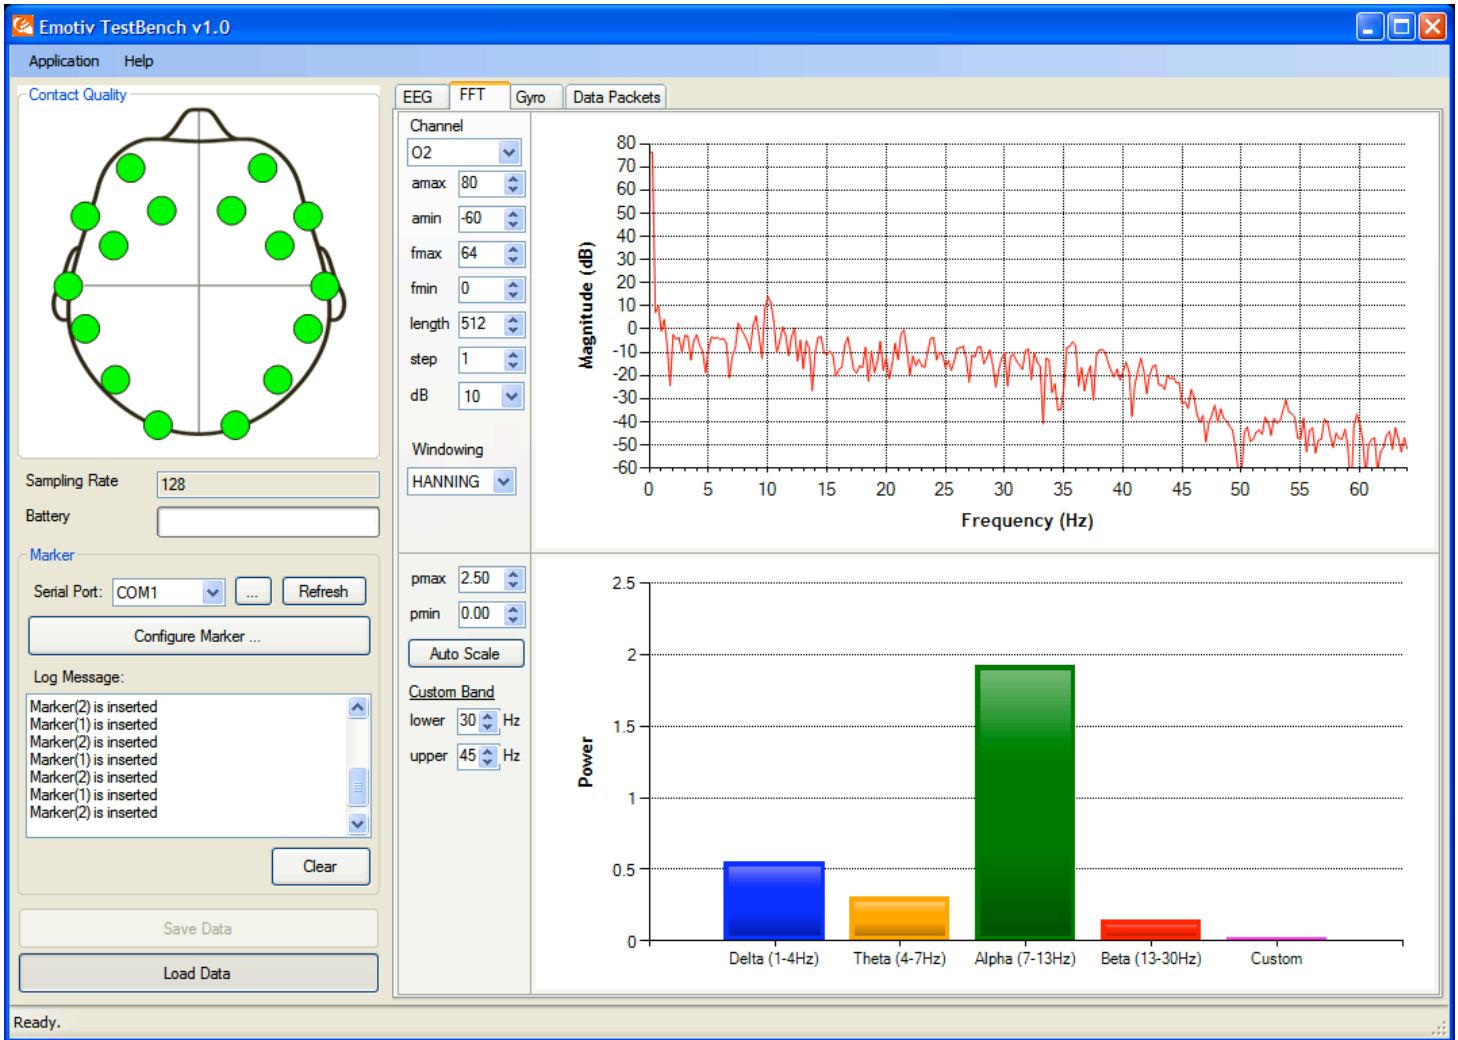 Emotiv TestBench v1.0
Application Help
Contact Quality
Sampling Rate 128
Battery
Marker
Serial Port: COM1 ... Refresh
Configure Marker ...
Log Message:
Marker(2) is inserted
Marker(1) is inserted
Marker(2) is inserted
Marker(1) is inserted
Marker(2) is inserted
Marker(1) is inserted
Marker(2) is inserted
Clear
Save Data
Load Data
EEG FFT Gyro Data Packets
Channel
O2
amax 80
amin -60
fmax 64
fmin 0
length 512
step 1
dB 10
Windowing
HANNING
Magnitude (dB)
80
70
60
50
40
30
20
10
0
-10
-20
-30
-40
-50
-60
0 5 10 15 20 25 30 35 40 45 50 55 60
Frequency (Hz)
pmax 2.50
pmin 0.00
Auto Scale
Custom Band
lower 30 Hz
upper 45 Hz
Power
2.5
2
1.5
1
0.5
0
Delta (1-4Hz) Theta (4-7Hz) Alpha (7-13Hz) Beta (13-30Hz) Custom
Ready.